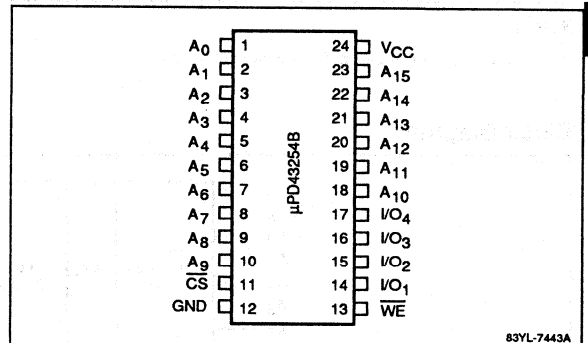 A0 1 24 VCC
A1 2 23 A15
A2 3 22 A14
A3 4 21 A13
A4 5 20 A12
A5 6 19 A11
A6 7 18 A10
A7 8 17 I/O4
A8 9 16 I/O3
A9 10 15 I/O2
C̅S̅ 11 14 I/O1
GND 12 13 W̅E̅
μPD43254B
83YL-7443A